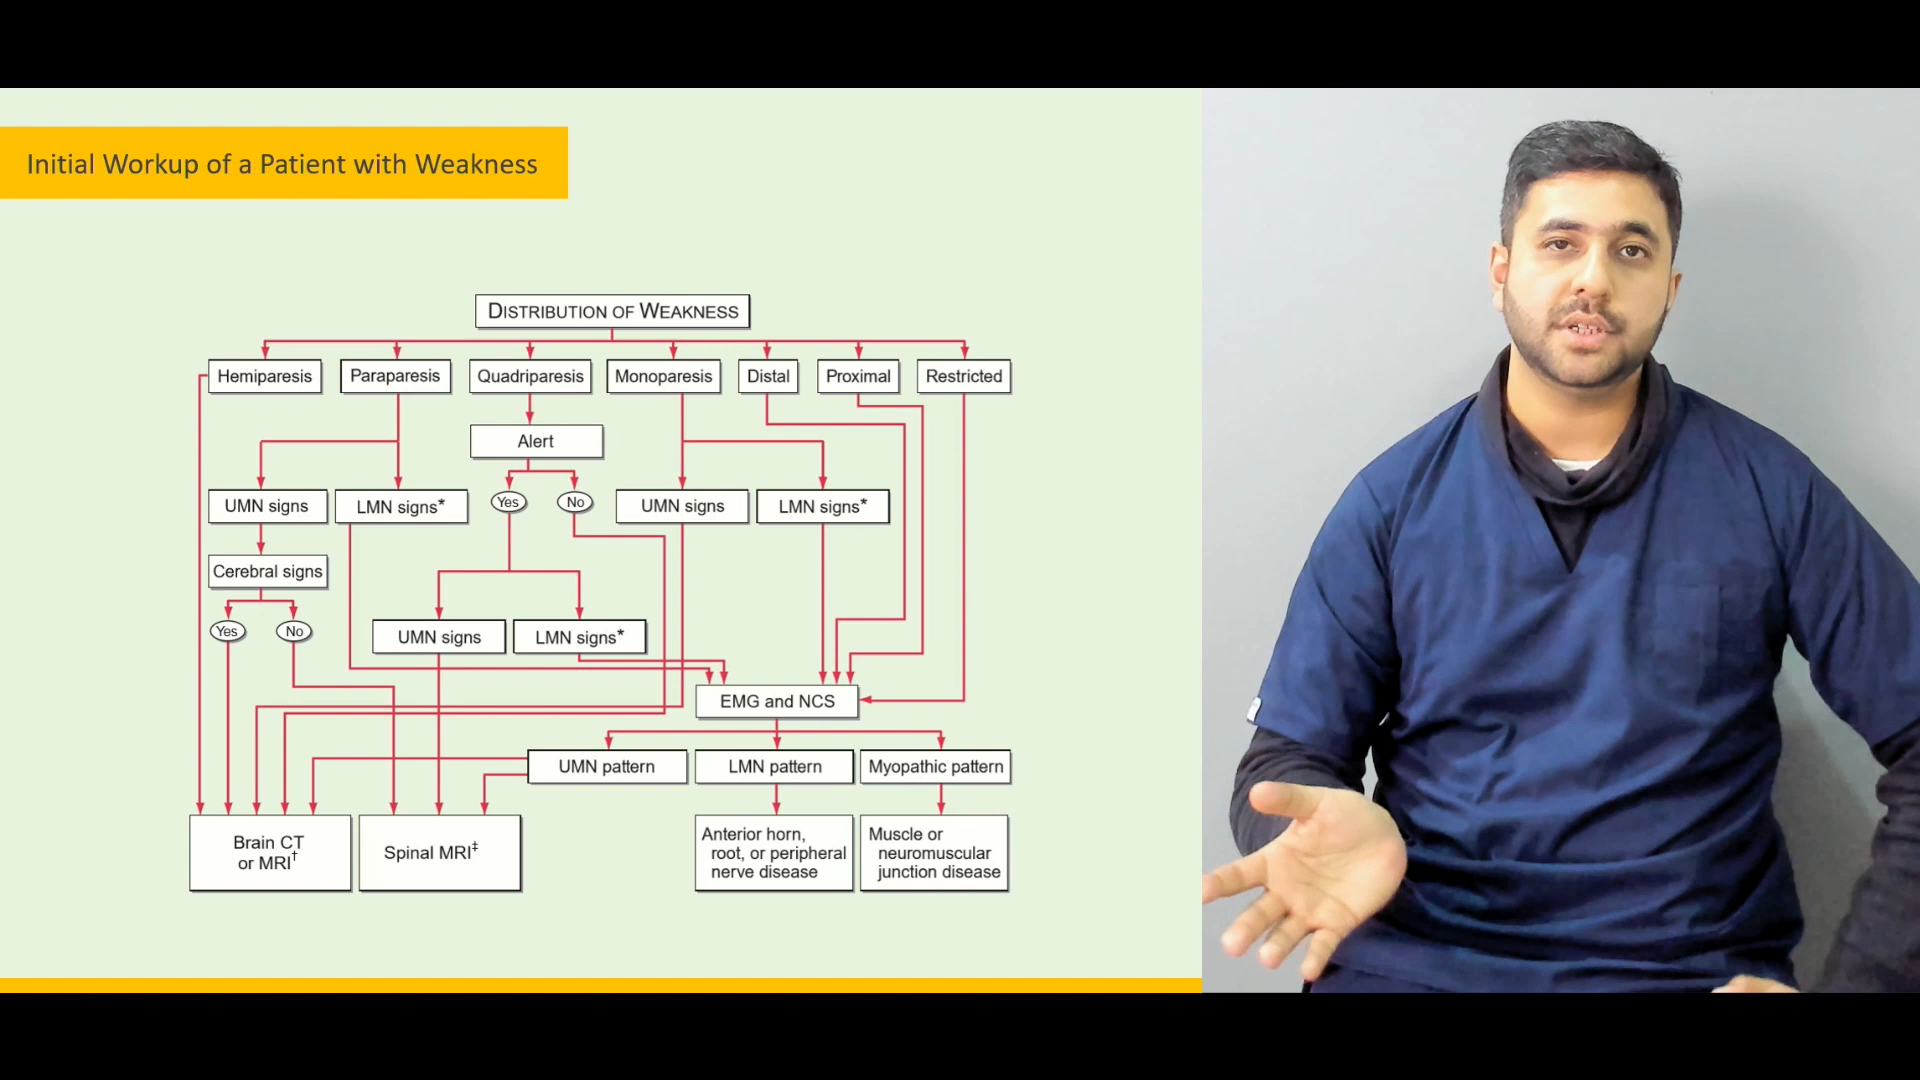 Initial Workup of a Patient with Weakness
DISTRIBUTION OF WEAKNESS
Hemiparesis
Paraparesis
Quadriparesis
Monoparesis
Distal
Proximal
Restricted
Alert
UMN signs
LMN signs*
Yes
No
UMN signs
LMN signs*
Cerebral signs
Yes
No
UMN signs
LMN signs*
EMG and NCS
UMN pattern
LMN pattern
Myopathic pattern
Brain CT
or MRI†
Spinal MRI‡
Anterior horn,
root, or peripheral
nerve disease
Muscle or
neuromuscular
junction disease